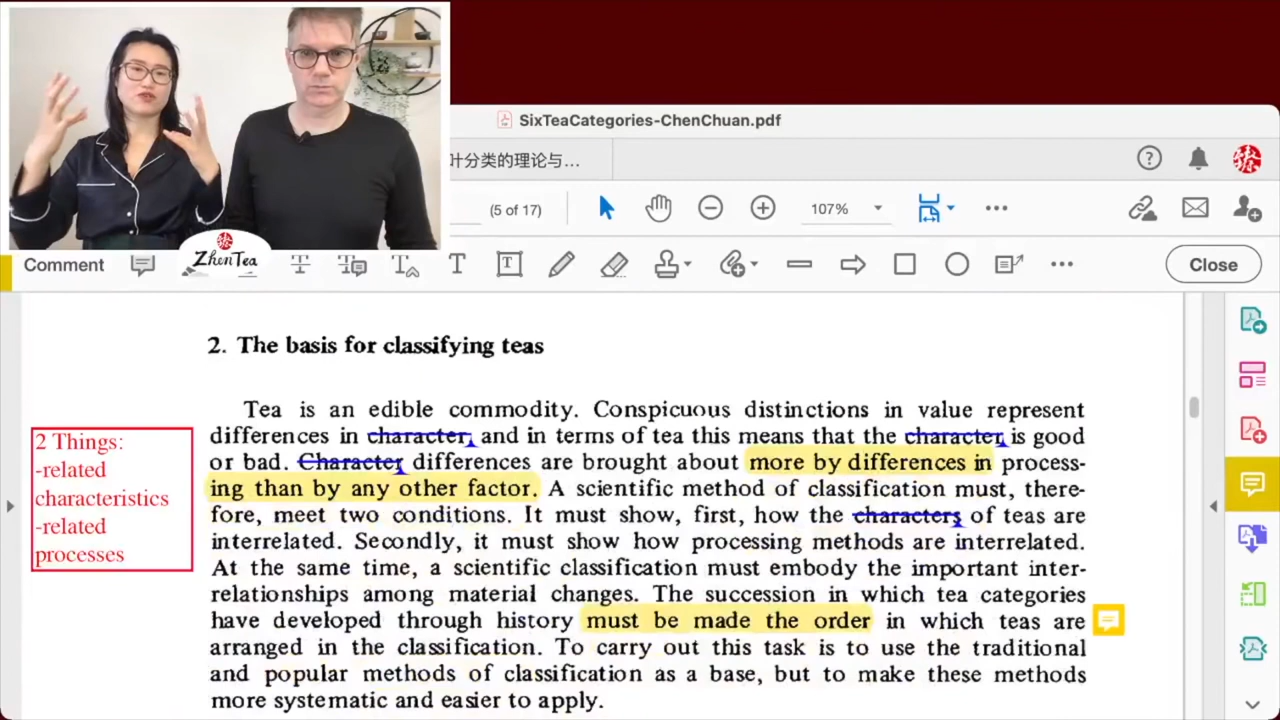 SixTeaCategories-ChenChuan.pdf
叶分类的理论与...
(5 of 17)
107%
ZhenTea
Comment
Close
2. The basis for classifying teas
Tea is an edible commodity. Conspicuous distinctions in value represent
differences in character, and in terms of tea this means that the character is good
or bad. Character differences are brought about more by differences in process-
ing than by any other factor. A scientific method of classification must, there-
fore, meet two conditions. It must show, first, how the characters of teas are
interrelated. Secondly, it must show how processing methods are interrelated.
At the same time, a scientific classification must embody the important inter-
relationships among material changes. The succession in which tea categories
have developed through history must be made the order in which teas are
arranged in the classification. To carry out this task is to use the traditional
and popular methods of classification as a base, but to make these methods
more systematic and easier to apply.
2 Things:
-related
characteristics
-related
processes